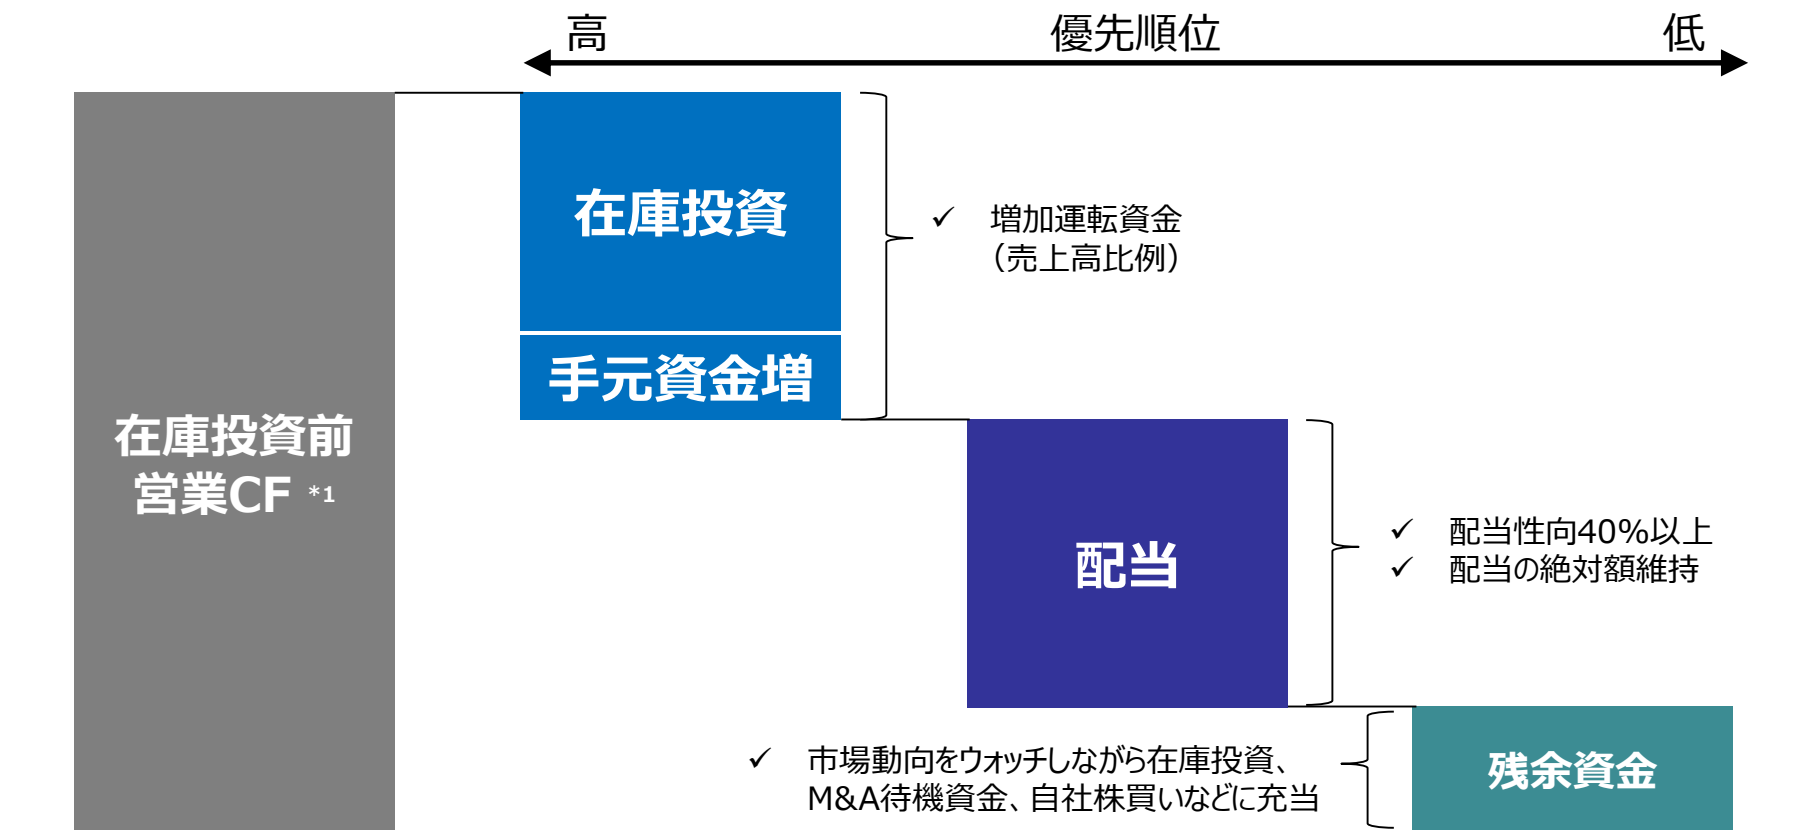 高 優先順位 低
在庫投資
✓ 増加運転資金
（売上高比例）
手元資金増
在庫投資前
営業CF *1
配当
✓ 配当性向40%以上
✓ 配当の絶対額維持
✓ 市場動向をウォッチしながら在庫投資、
M&A待機資金、自社株買いなどに充当
残余資金